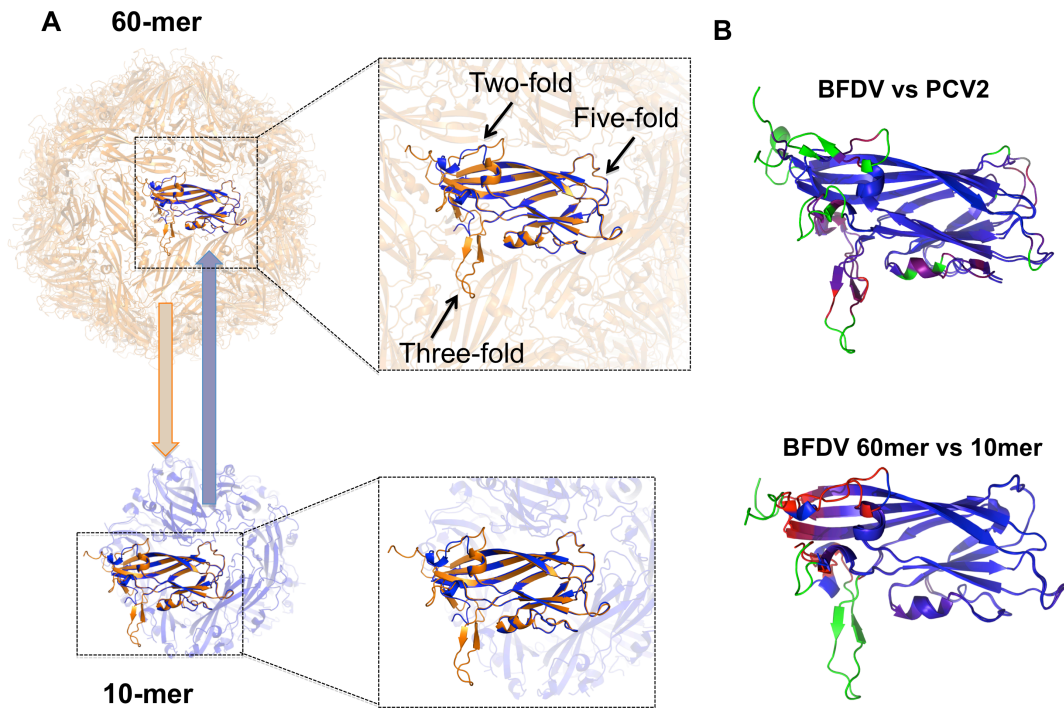 A
60-mer
Two-fold
Five-fold
Three-fold
10-mer
B
BFDV vs PCV2
BFDV 60mer vs 10mer